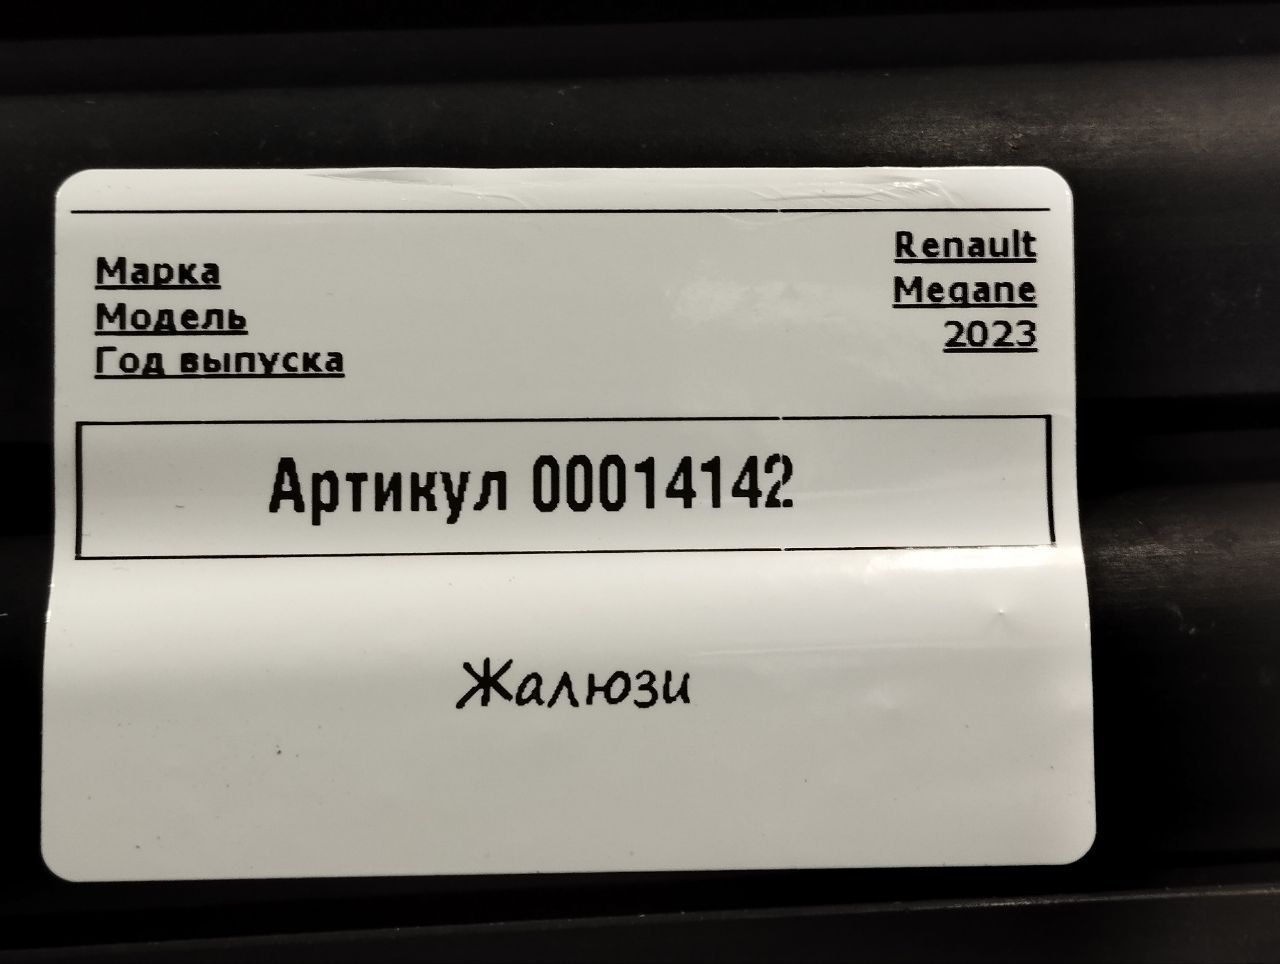 Марка Renault
Модель Megane
Год выпуска 2023
Артикул 00014142
Жалюзи